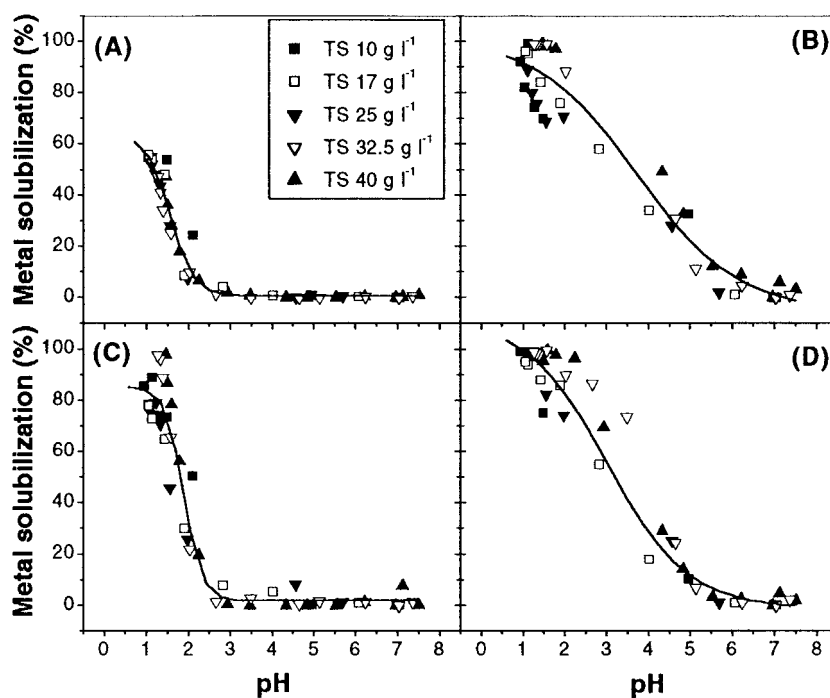 (A)
(B)
TS 10 g l⁻¹
TS 17 g l⁻¹
TS 25 g l⁻¹
TS 32.5 g l⁻¹
TS 40 g l⁻¹
Metal solubilization (%)
100
80
60
40
20
0
(C)
(D)
Metal solubilization (%)
100
80
60
40
20
0
0 1 2 3 4 5 6 7 8
0 1 2 3 4 5 6 7 8
pH
pH